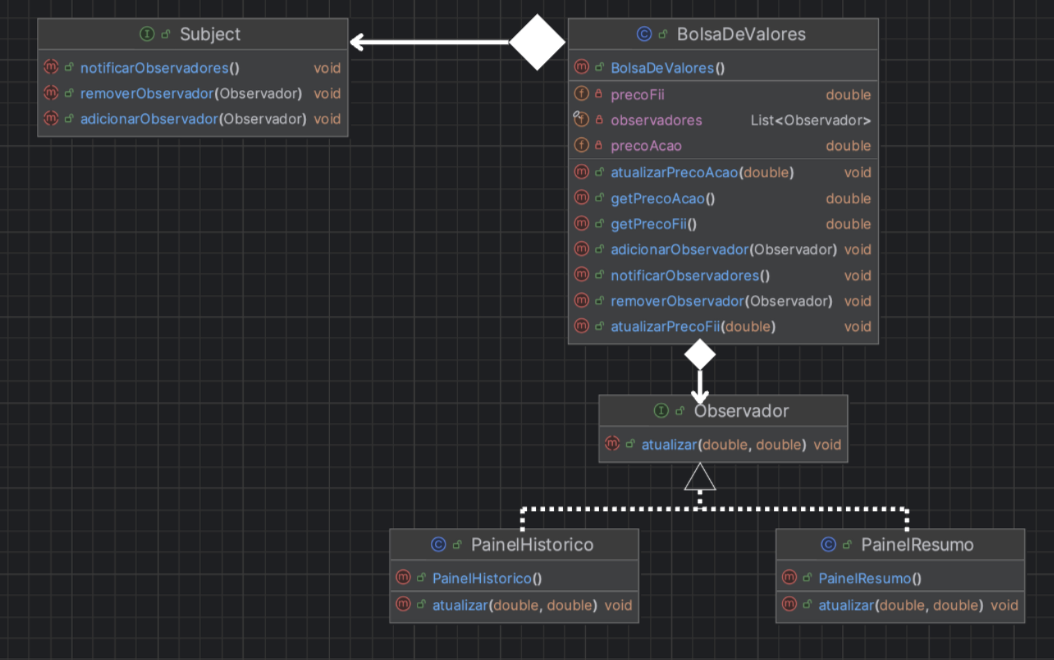 Subject
notificarObservadores() void
removerObservador(Observador) void
adicionarObservador(Observador) void
BolsaDeValores
BolsaDeValores()
precoFii double
observadores List<Observador>
precoAcao double
atualizarPrecoAcao(double) void
getPrecoAcao() double
getPrecoFii() double
adicionarObservador(Observador) void
notificarObservadores() void
removerObservador(Observador) void
atualizarPrecoFii(double) void
Observador
atualizar(double, double) void
PainelHistorico
PainelHistorico()
atualizar(double, double) void
PainelResumo
PainelResumo()
atualizar(double, double) void